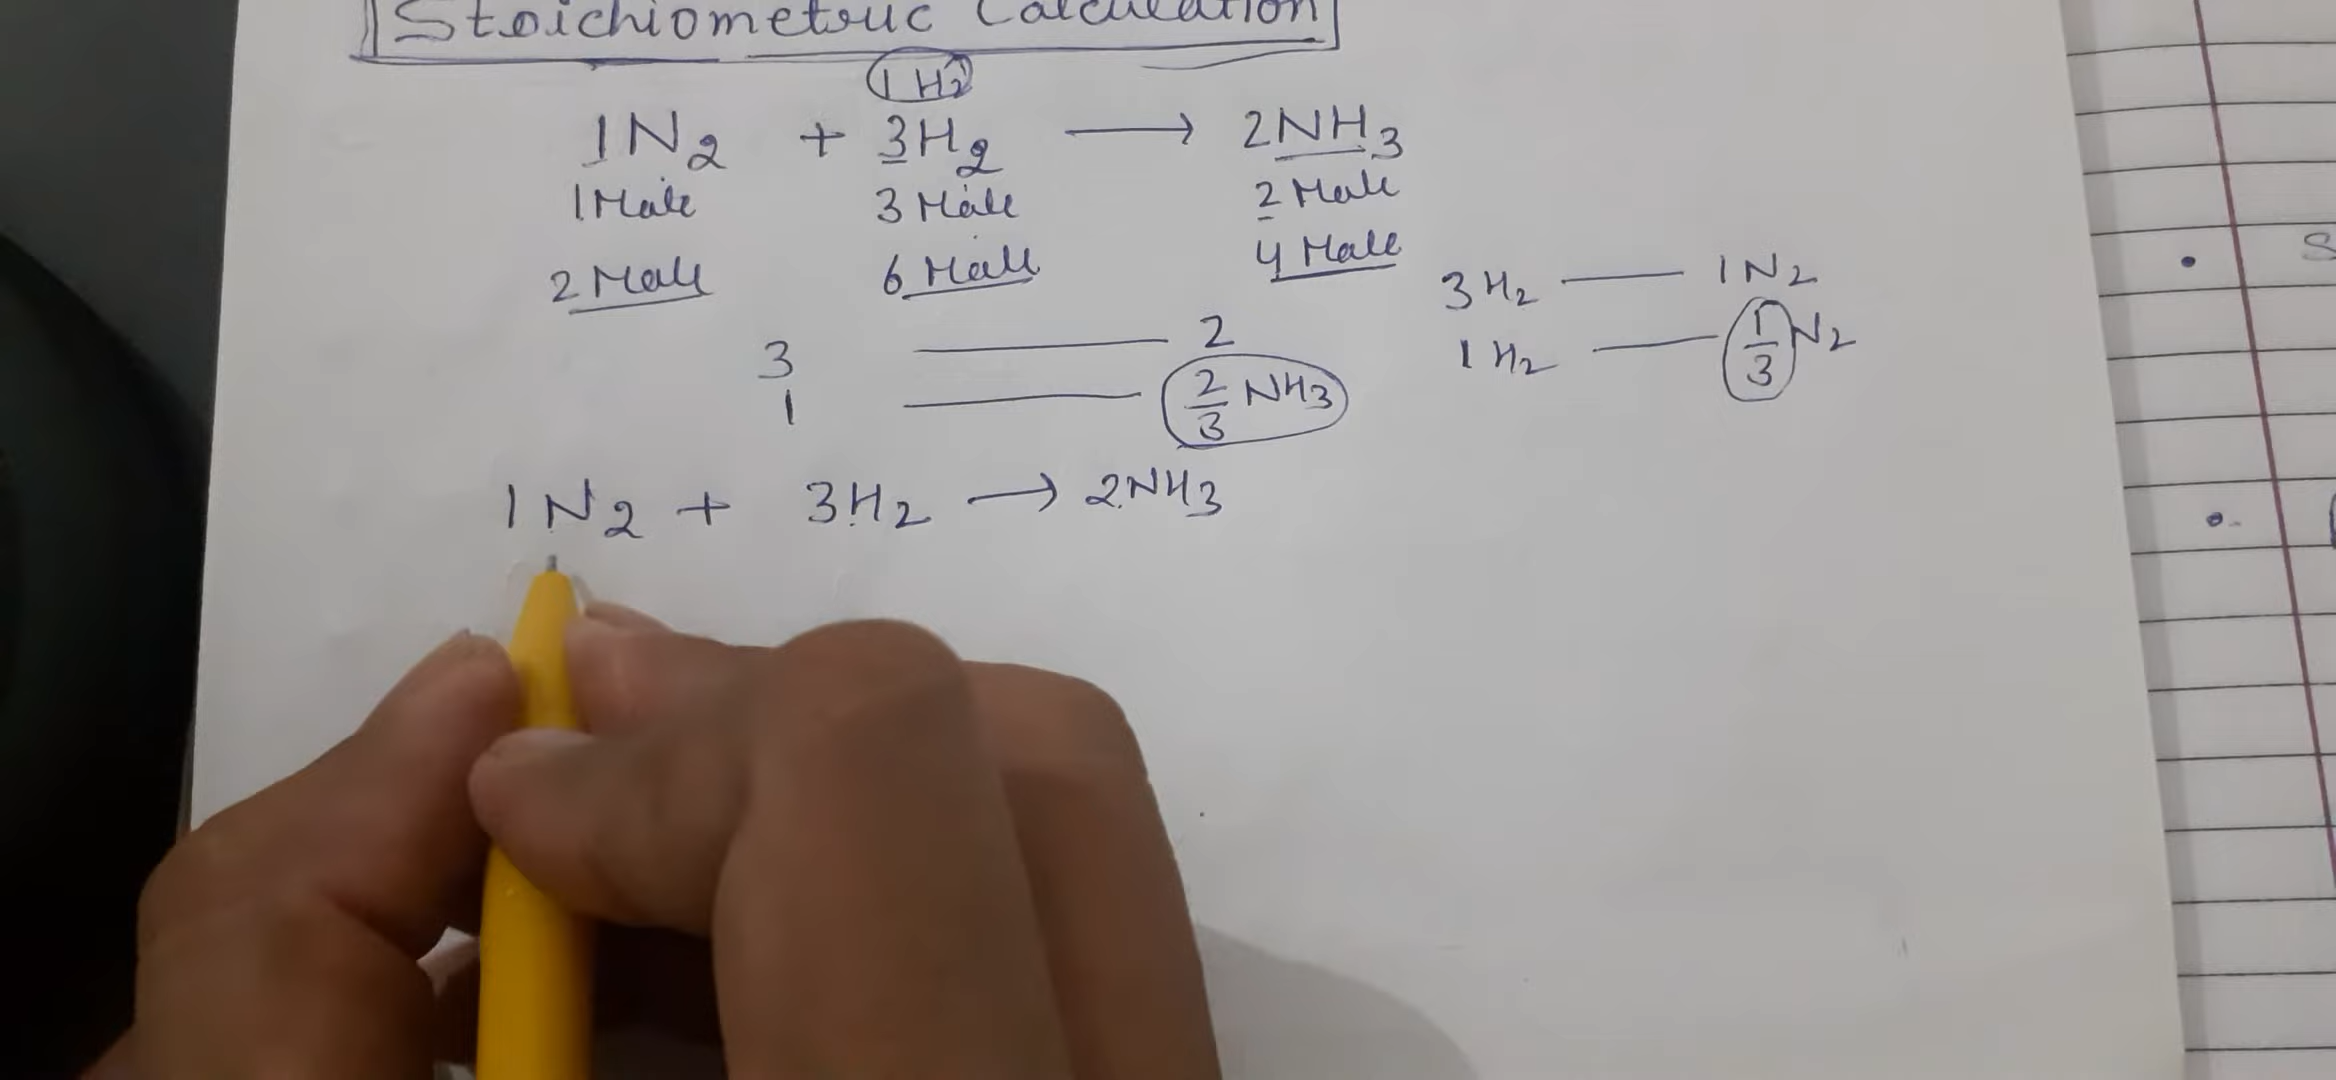 Stoichiometric Calculation
1 H2
1N2 + 3H2 → 2NH3
1 Mole 3 Mole 2 Mole
2 Mole 6 Mole 4 Mole
3H2 — 1N2
3 — 2
1H2 — 1/3 N2
1 — 2/3 NH3
1N2 + 3H2 → 2NH3